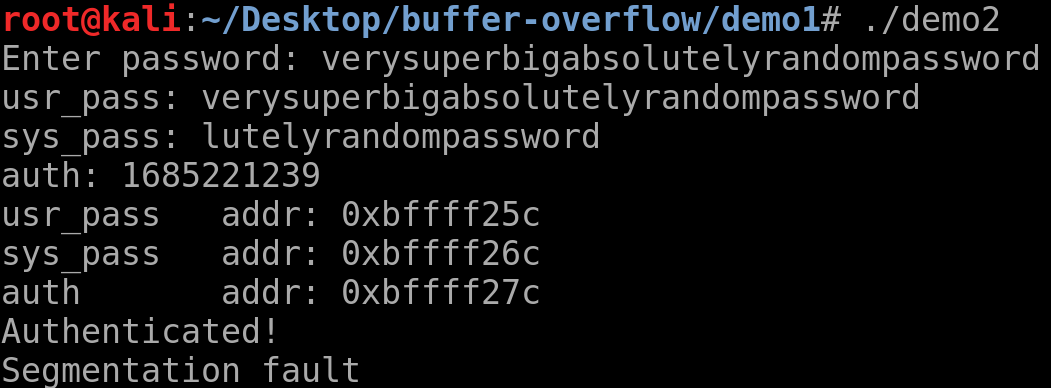 root@kali:~/Desktop/buffer-overflow/demo1# ./demo2
Enter password: verysuperbigabsolutelyrandompassword
usr_pass: verysuperbigabsolutelyrandompassword
sys_pass: lutelyrandompassword
auth: 1685221239
usr_pass   addr: 0xbffff25c
sys_pass   addr: 0xbffff26c
auth       addr: 0xbffff27c
Authenticated!
Segmentation fault